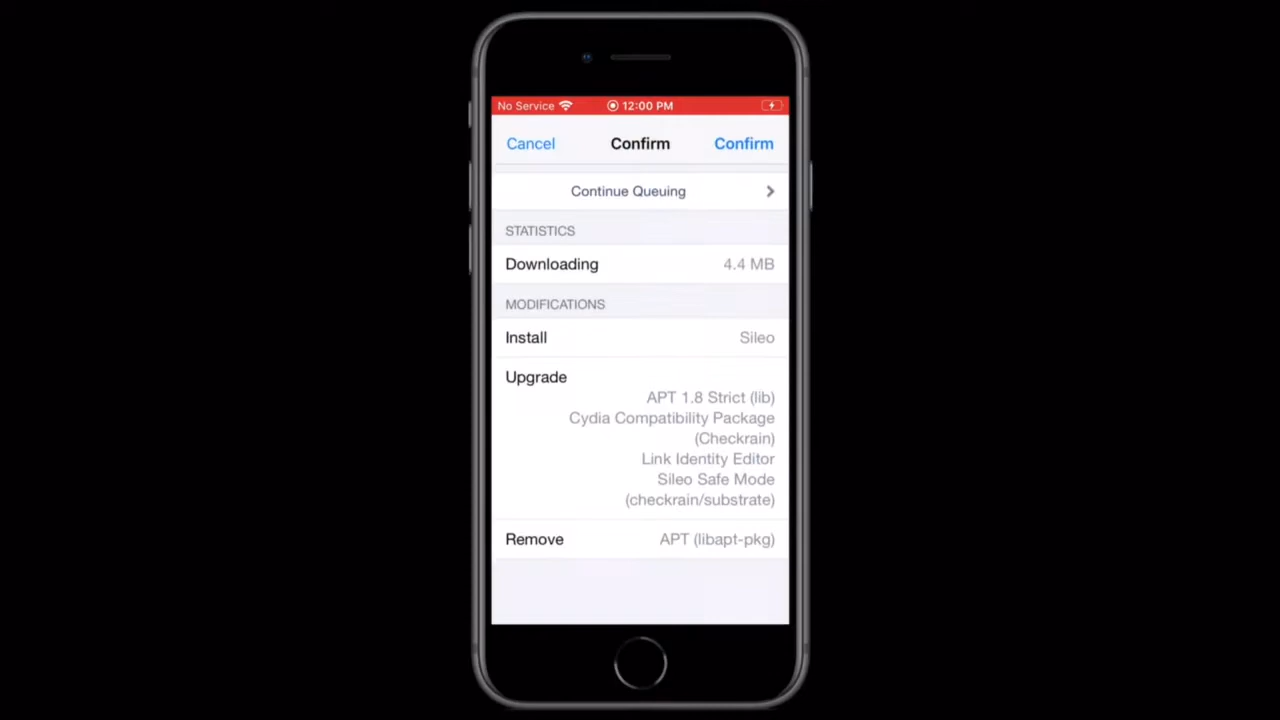 No Service 12:00 PM
Cancel Confirm Confirm
Continue Queuing
STATISTICS
Downloading 4.4 MB
MODIFICATIONS
Install Sileo
Upgrade
APT 1.8 Strict (lib)
Cydia Compatibility Package
(Checkrain)
Link Identity Editor
Sileo Safe Mode
(checkrain/substrate)
Remove APT (libapt-pkg)